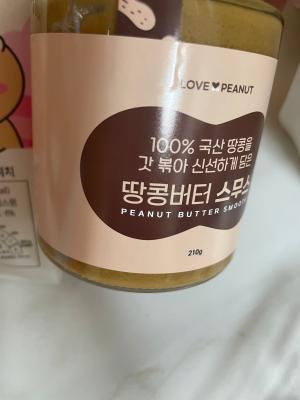 LOVE♥PEANUT
100% 국산 땅콩을
갓 볶아 신선하게 담은
땅콩버터 스무스
PEANUT BUTTER SMOOTH
210g